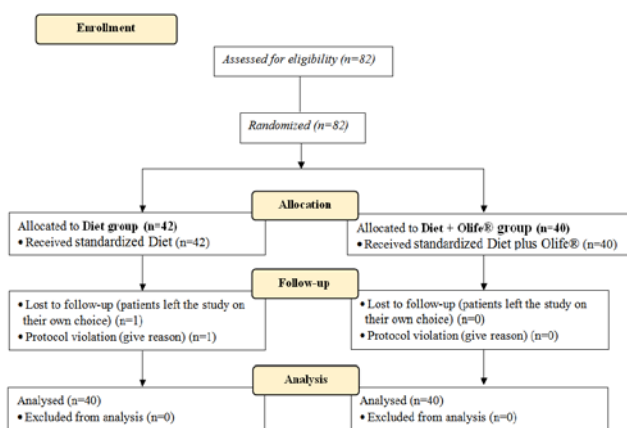 Enrollment
Assessed for eligibility (n=82)
Randomized (n=82)
Allocation
Allocated to Diet group (n=42)
• Received standardized Diet (n=42)
Allocated to Diet + Olife® group (n=40)
• Received standardized Diet plus Olife® (n=40)
Follow-up
Lost to follow-up (patients left the study on
their own choice) (n=1)
• Protocol violation (give reason) (n=1)
• Lost to follow-up (patients left the study on
their own choice) (n=0)
• Protocol violation (give reason) (n=0)
Analysis
Analysed (n=40)
• Excluded from analysis (n=0)
Analysed (n=40)
• Excluded from analysis (n=0)